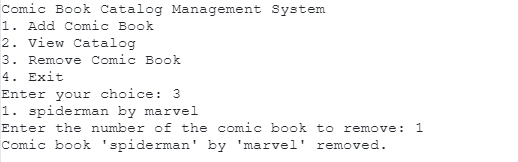 Comic Book Catalog Management System
1. Add Comic Book
2. View Catalog
3. Remove Comic Book
4. Exit
Enter your choice: 3
1. spiderman by marvel
Enter the number of the comic book to remove: 1
Comic book 'spiderman' by 'marvel' removed.